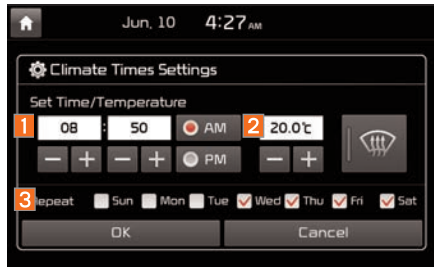 Jun, 10 4:27 AM
Climate Times Settings
Set Time/Temperature
1 08 : 50 AM 2 20.0℃
− + − + PM − +
3 Repeat Sun Mon Tue Wed Thu Fri Sat
OK Cancel